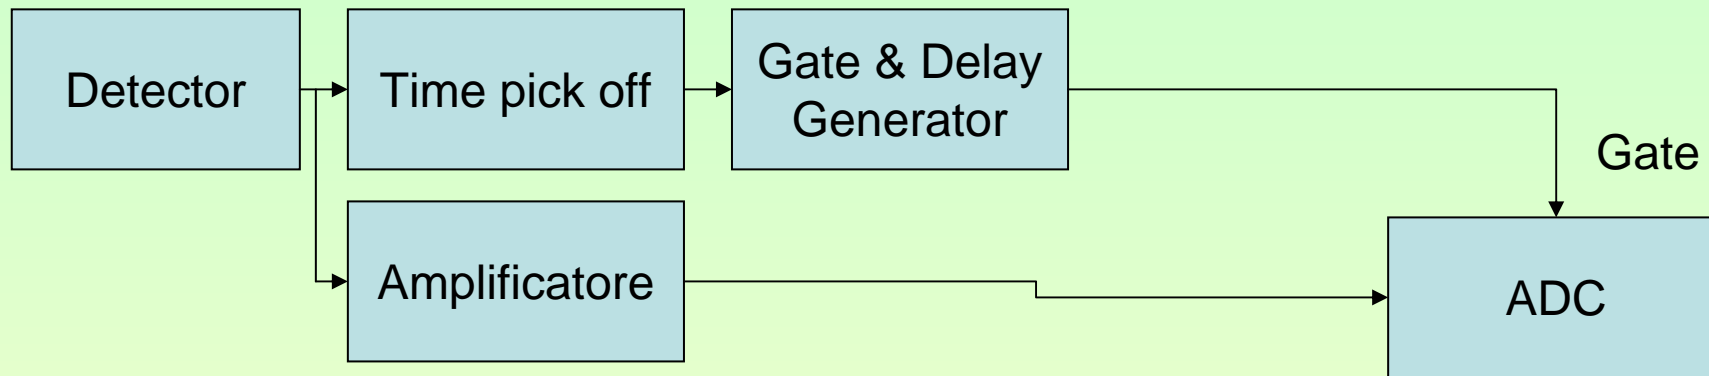 Detector
Time pick off
Gate & Delay
Generator
Gate
Amplificatore
ADC